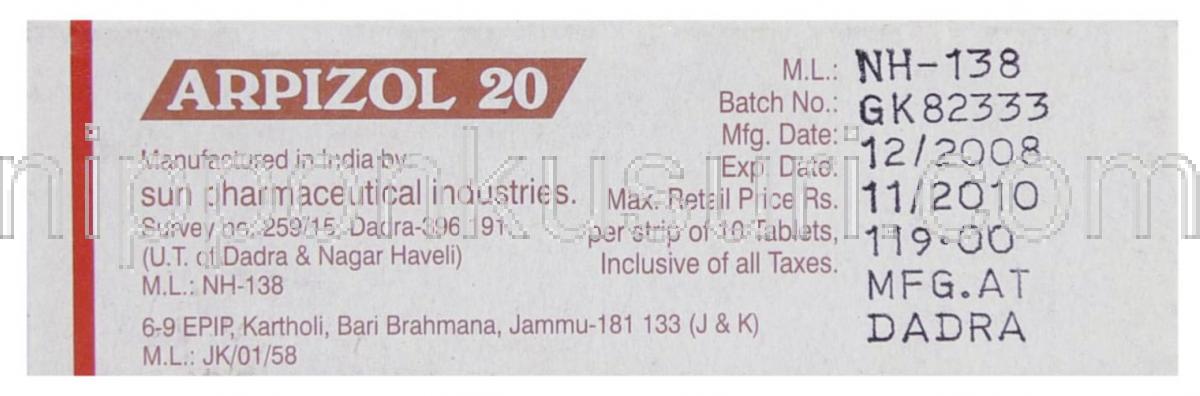 ARPIZOL 20
Manufactured in India by:
sun pharmaceutical industries.
Survey no. 259/15, Dadra-396 191.
(U.T. of Dadra & Nagar Haveli)
M.L.: NH-138
6-9 EPIP, Kartholi, Bari Brahmana, Jammu-181 133 (J & K)
M.L.: JK/01/58
M.L.: NH-138
Batch No.: GK82333
Mfg. Date: 12/2008
Exp. Date: 11/2010
Max. Retail Price Rs. 119.00
per strip of 10 Tablets,
Inclusive of all Taxes.
MFG.AT
DADRA
nipponkusuri.com